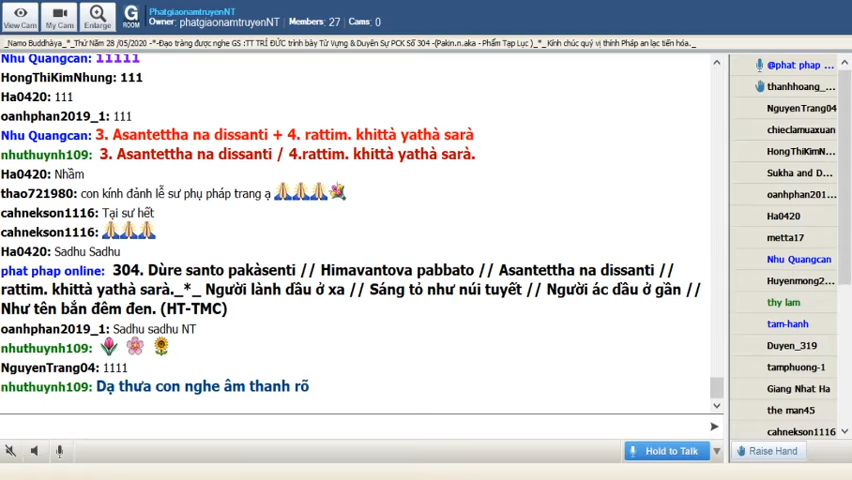 View Cam
My Cam
Enlarge
G
ROOM
PhatgiaonamtruyenNT
Owner: phatgiaonamtruyenNT | Members: 27 | Cams: 0
_Namo Buddhàya_*_Thứ Năm 28 /05/2020 -*-Đạo tràng được nghe GS :TT TRÍ ĐỨC trình bày Từ Vựng & Duyên Sự PCK Số 304 -(Pakin.n.aka - Phẩm Tạp Lục )_*_ Kính chúc quý vị thính Pháp an lạc tiến hóa._
Nhu Quangcan: 11111
HongThiKimNhung: 111
Ha0420: 111
oanhphan2019_1: 111
Nhu Quangcan: 3. Asantettha na dissanti + 4. rattim. khittà yathà sarà
nhuthuynh109: 3. Asantettha na dissanti / 4.rattim. khittà yathà sarà.
Ha0420: Nhầm
thao721980: con kính đảnh lễ sư phụ pháp trang ạ
cahnekson1116: Tại sư hết
cahnekson1116:
Ha0420: Sadhu Sadhu
phat phap online: 304. Dùre santo pakàsenti // Himavantova pabbato // Asantettha na dissanti //
rattim. khittà yathà sarà._*_ Người lành dầu ở xa // Sáng tỏ như núi tuyết // Người ác dầu ở gần //
Như tên bắn đêm đen. (HT-TMC)
oanhphan2019_1: Sadhu sadhu NT
nhuthuynh109:
NguyenTrang04: 1111
nhuthuynh109: Dạ thưa con nghe âm thanh rõ
@phat phap ...
thanhhoang_...
NguyenTrang04
chieclamuaxuan
HongThiKimN...
Sukha and D...
oanhphan201...
Ha0420
metta17
Nhu Quangcan
Huyenmong2...
thy lam
tam-hanh
Duyen_319
tamphuong-1
Giang Nhat Ha
the man45
cahnekson1116
Hold to Talk
Raise Hand